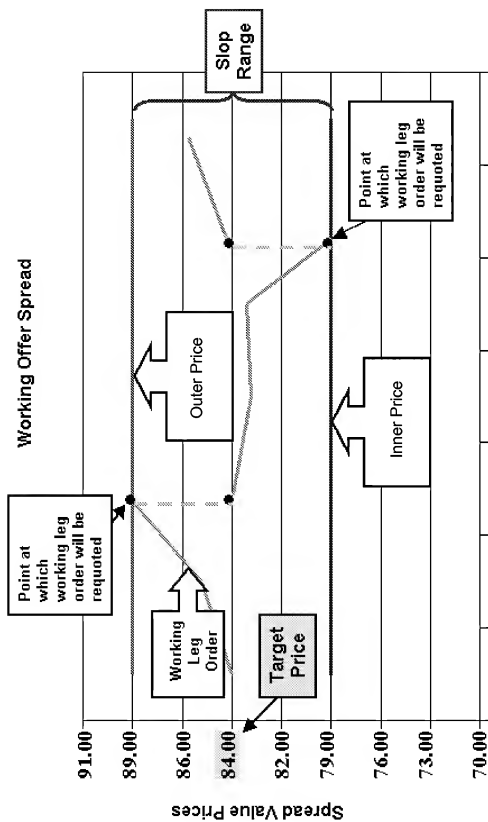 Working Offer Spread
Point at
which
working leg
order will be
requoted
Slop
Range
Outer Price
Working
Leg
Order
Target
Price
Inner Price
Point at
which
working leg
order will be
requoted
Spread Value Prices
91.00
89.00
86.00
84.00
82.00
79.00
76.00
73.00
70.00